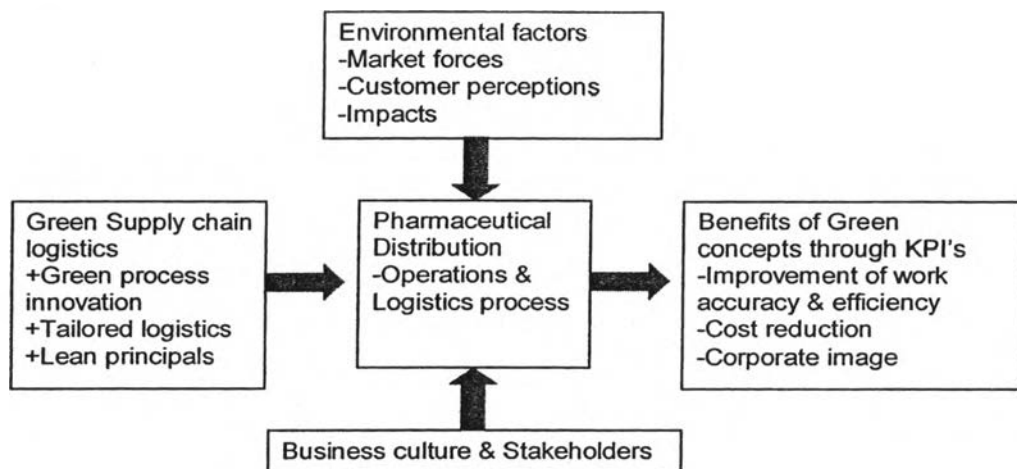 Environmental factors
-Market forces
-Customer perceptions
-Impacts
Green Supply chain
logistics
+Green process
innovation
+Tailored logistics
+Lean principals
Pharmaceutical
Distribution
-Operations &
Logistics process
Benefits of Green
concepts through KPI's
-Improvement of work
accuracy & efficiency
-Cost reduction
-Corporate image
Business culture & Stakeholders